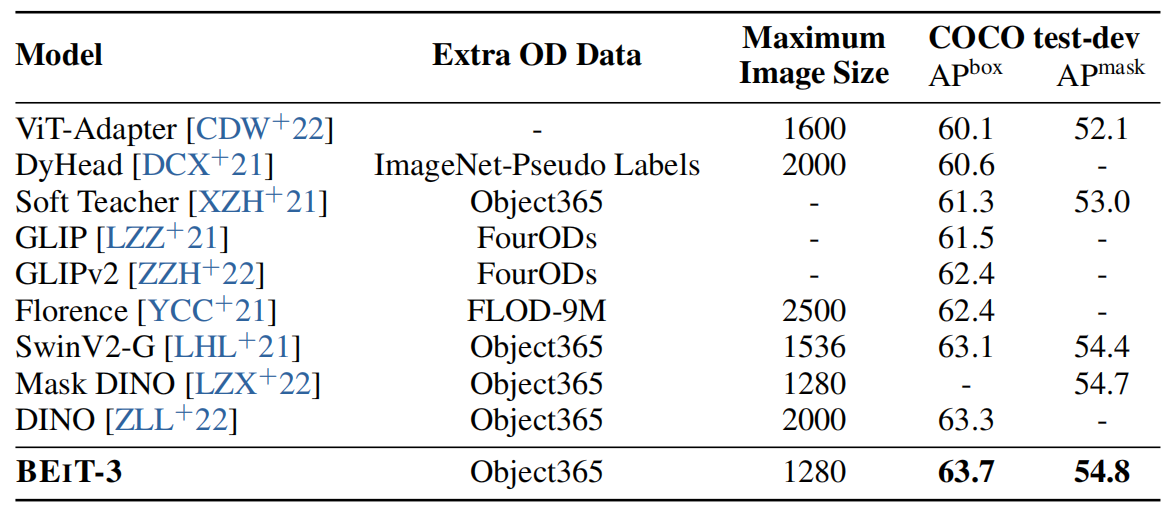 Model Extra OD Data Maximum Image Size COCO test-dev
AP^box AP^mask
ViT-Adapter [CDW+22] - 1600 60.1 52.1
DyHead [DCX+21] ImageNet-Pseudo Labels 2000 60.6 -
Soft Teacher [XZH+21] Object365 - 61.3 53.0
GLIP [LZZ+21] FourODs - 61.5 -
GLIPv2 [ZZH+22] FourODs - 62.4 -
Florence [YCC+21] FLOD-9M 2500 62.4 -
SwinV2-G [LHL+21] Object365 1536 63.1 54.4
Mask DINO [LZX+22] Object365 1280 - 54.7
DINO [ZLL+22] Object365 2000 63.3 -
BEIT-3 Object365 1280 63.7 54.8